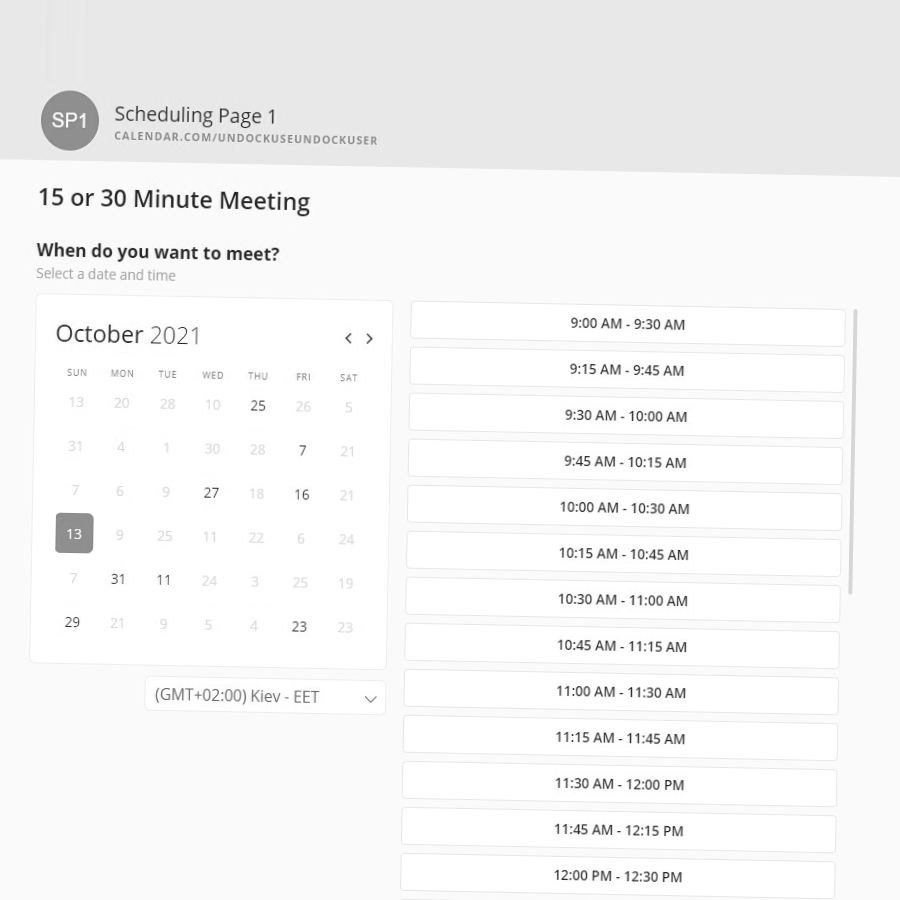 SP1
Scheduling Page 1
CALENDAR.COM/UNDOCKUSEUNDOCKUSER
15 or 30 Minute Meeting
When do you want to meet?
Select a date and time
October 2021
SUN MON TUE WED THU FRI SAT
13 20 28 10 25 26 5
31 4 1 30 28 7 21
7 6 9 27 18 16 21
13 9 25 11 22 6 24
7 31 11 24 3 25 19
29 21 9 5 4 23 23
(GMT+02:00) Kiev - EET
9:00 AM - 9:30 AM
9:15 AM - 9:45 AM
9:30 AM - 10:00 AM
9:45 AM - 10:15 AM
10:00 AM - 10:30 AM
10:15 AM - 10:45 AM
10:30 AM - 11:00 AM
10:45 AM - 11:15 AM
11:00 AM - 11:30 AM
11:15 AM - 11:45 AM
11:30 AM - 12:00 PM
11:45 AM - 12:15 PM
12:00 PM - 12:30 PM